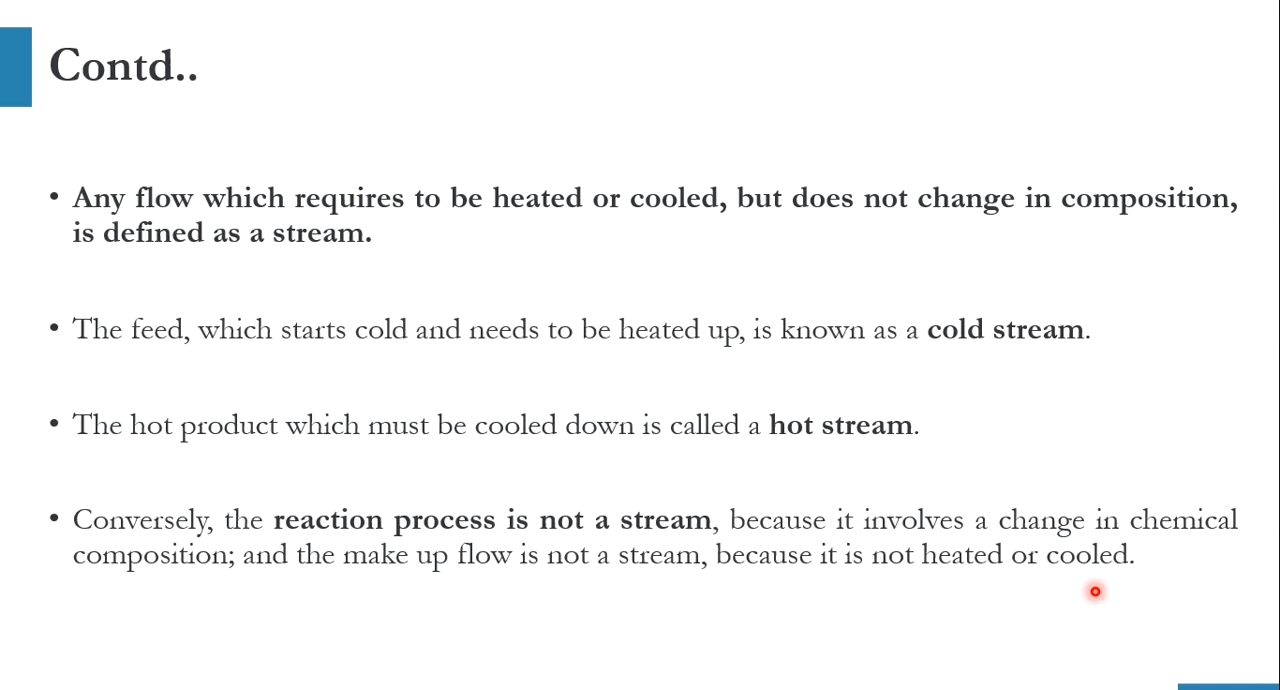 Contd..
• Any flow which requires to be heated or cooled, but does not change in composition,
is defined as a stream.
• The feed, which starts cold and needs to be heated up, is known as a cold stream.
• The hot product which must be cooled down is called a hot stream.
• Conversely, the reaction process is not a stream, because it involves a change in chemical
composition; and the make up flow is not a stream, because it is not heated or cooled.